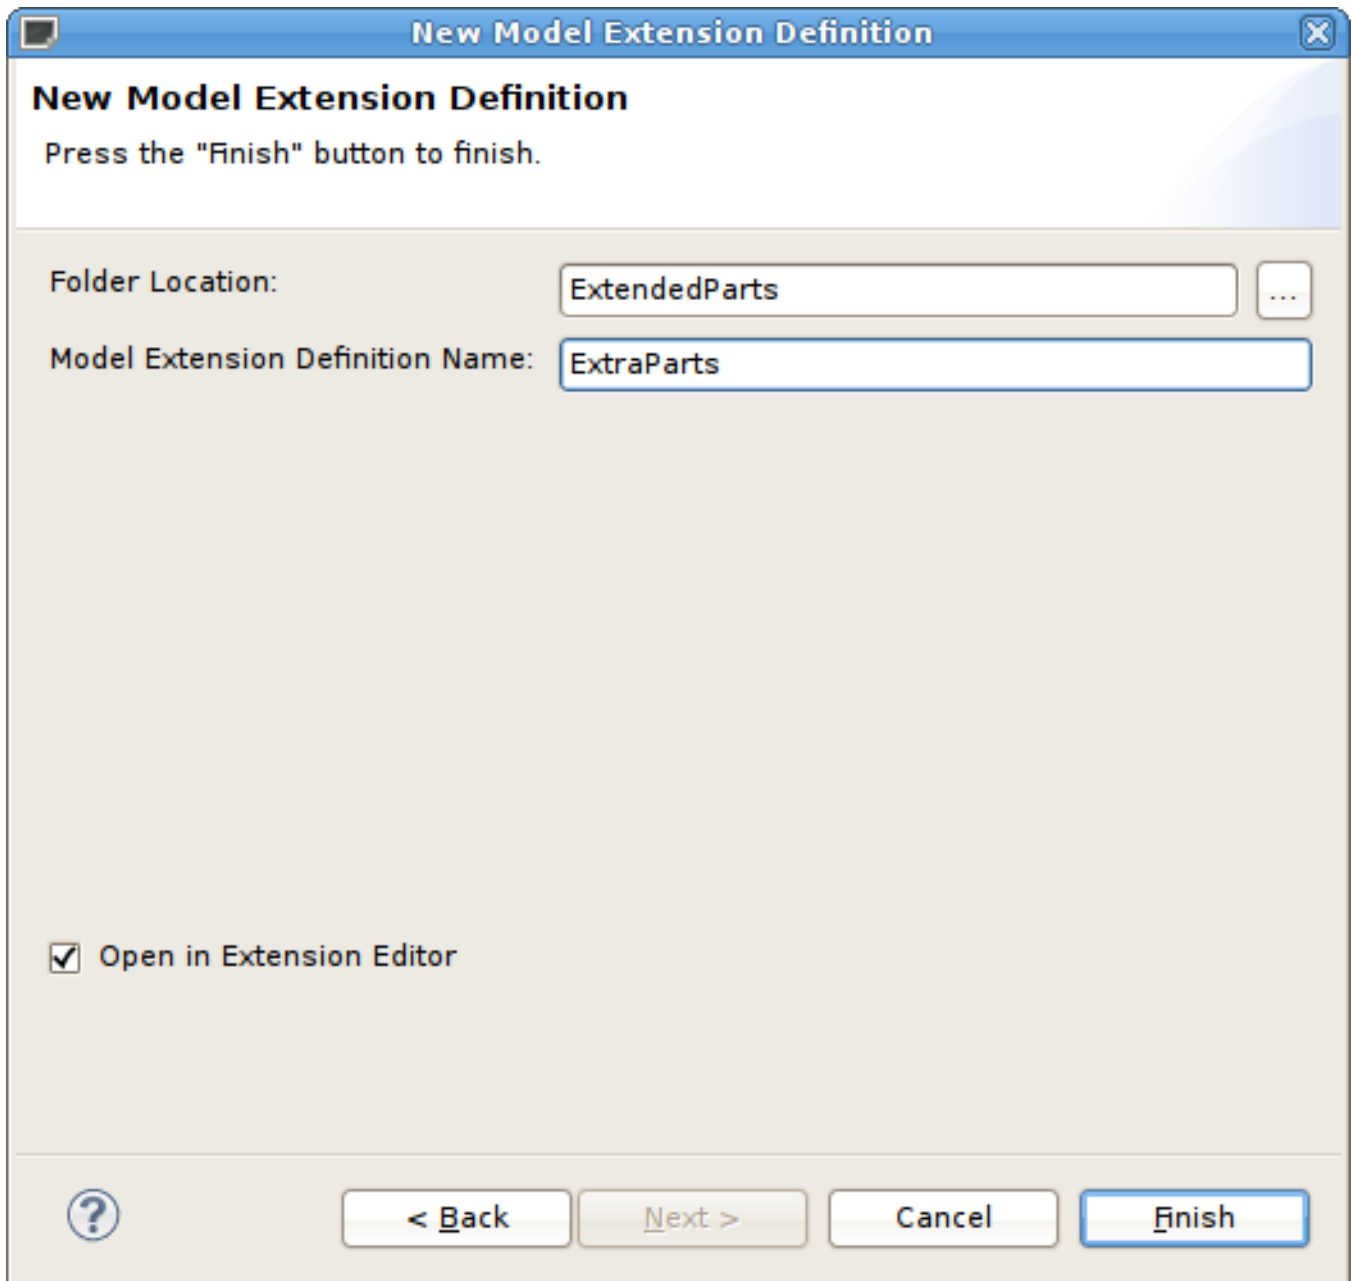 New Model Extension Definition
New Model Extension Definition
Press the "Finish" button to finish.
Folder Location:
ExtendedParts
...
Model Extension Definition Name:
ExtraParts
Open in Extension Editor
?
< Back
Next >
Cancel
Finish